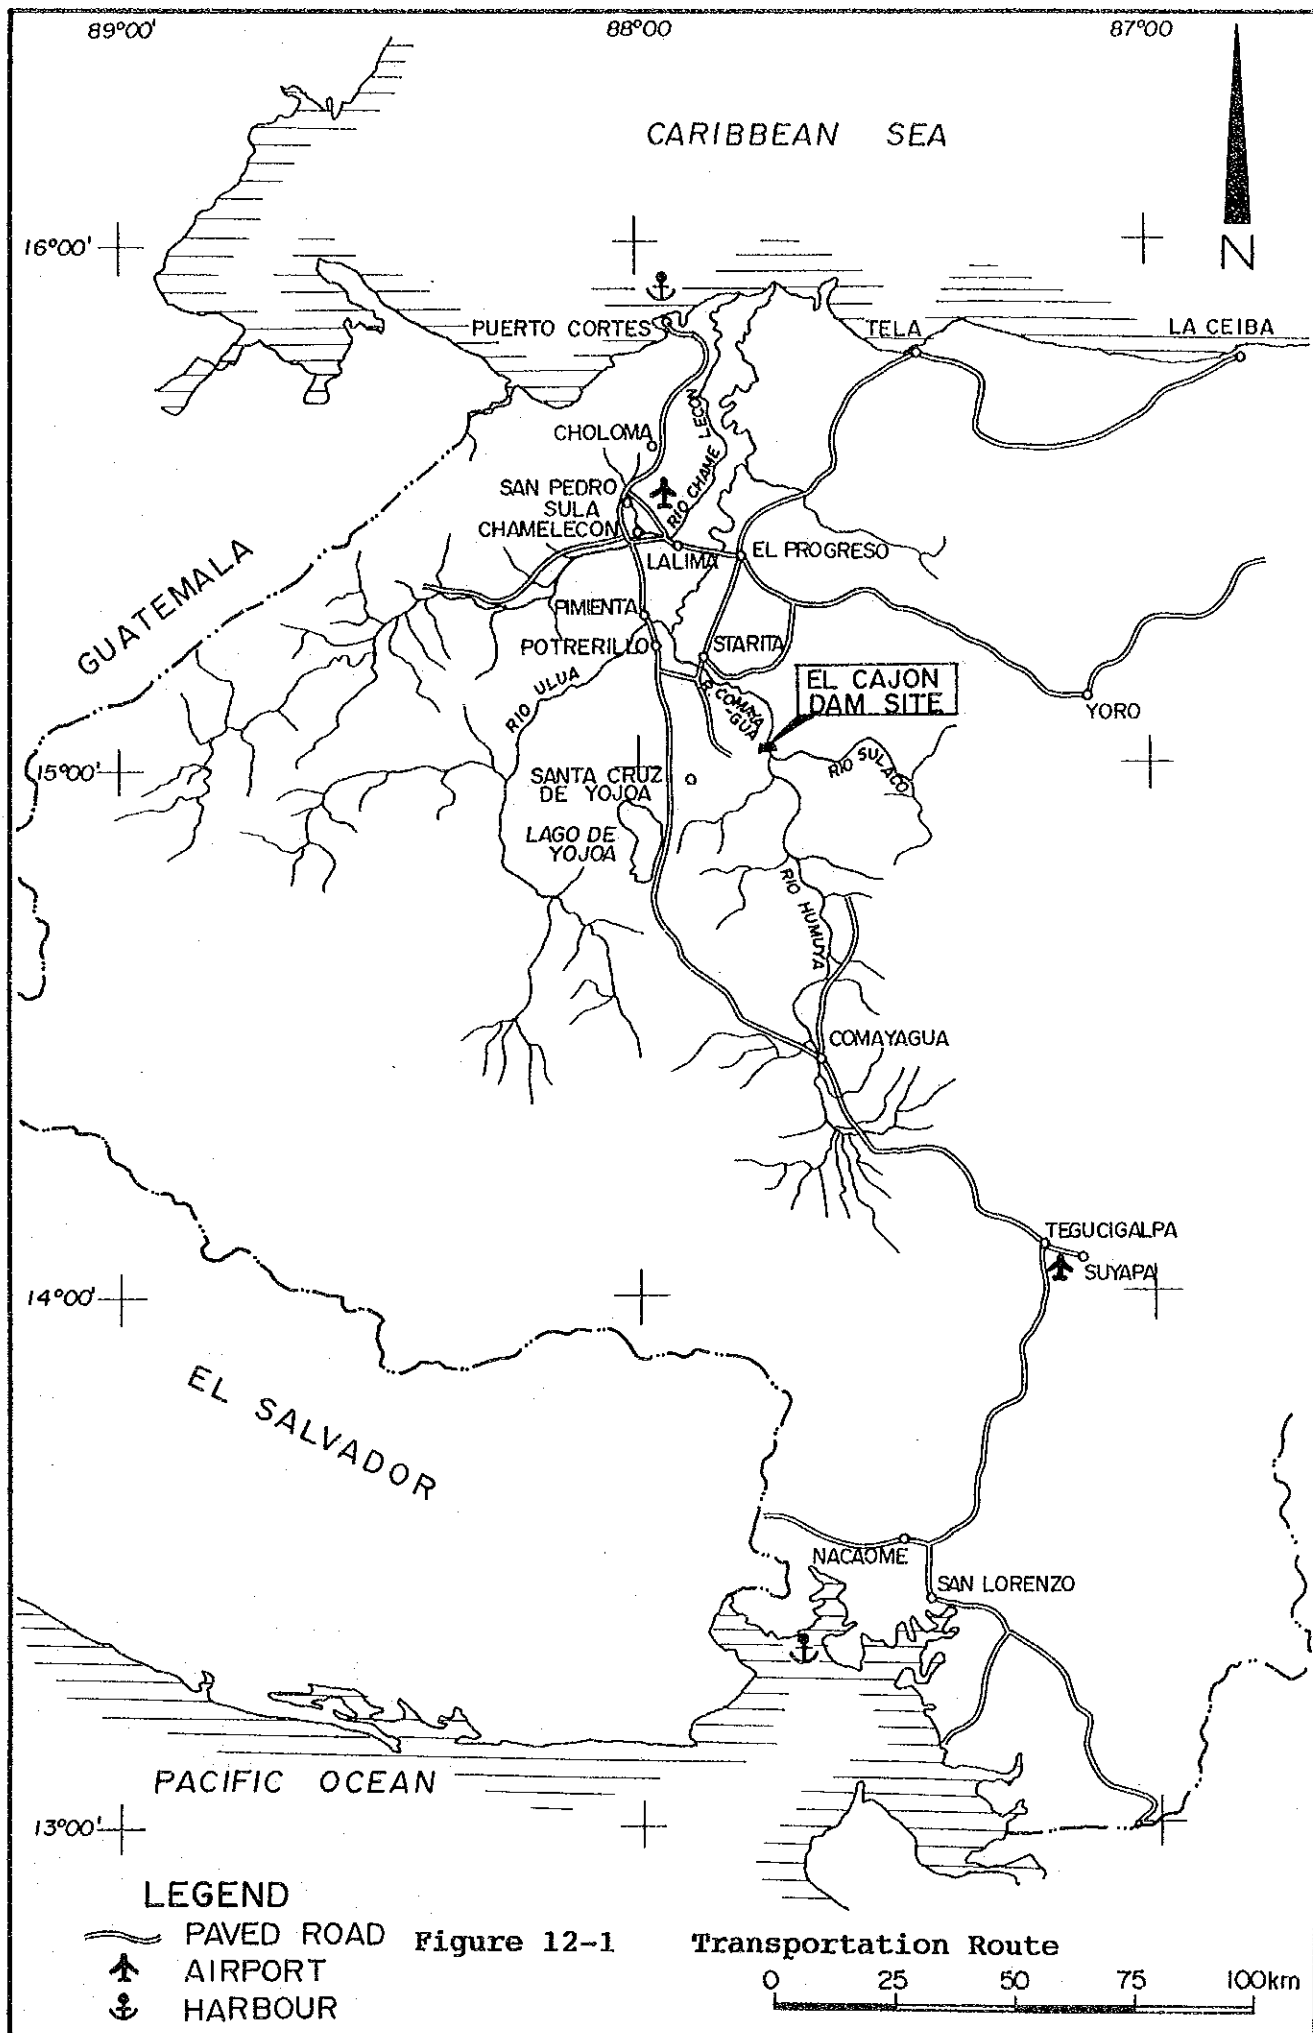 89°00'
88°00
87°00
CARIBBEAN SEA
N
16°00'
PUERTO CORTES
TELA
LA CEIBA
CHOLOMA
RIO CHAME LECON
SAN PEDRO
SULA
CHAMELECON
LALIMA
EL PROGRESO
GUATEMALA
PIMIENTA
POTRERILLO
STARITA
RIO ULUA
COMAYA
-GUA
EL CAJON
DAM SITE
YORO
15°00'
SANTA CRUZ
DE YOJOA
RIO SULACO
LAGO DE
YOJOA
RIO HUMUYA
COMAYAGUA
TEGUCIGALPA
SUYAPA
14°00'
EL SALVADOR
NACAOME
SAN LORENZO
PACIFIC OCEAN
13°00'
LEGEND
PAVED ROAD
AIRPORT
HARBOUR
Figure 12-1 Transportation Route
0 25 50 75 100km